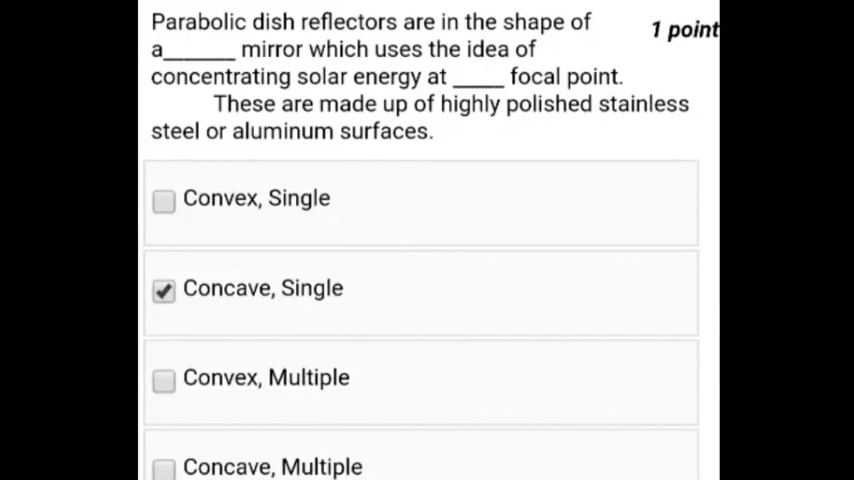 Parabolic dish reflectors are in the shape of
1 point
a______ mirror which uses the idea of
concentrating solar energy at ____ focal point.
These are made up of highly polished stainless
steel or aluminum surfaces.
Convex, Single
Concave, Single
Convex, Multiple
Concave, Multiple